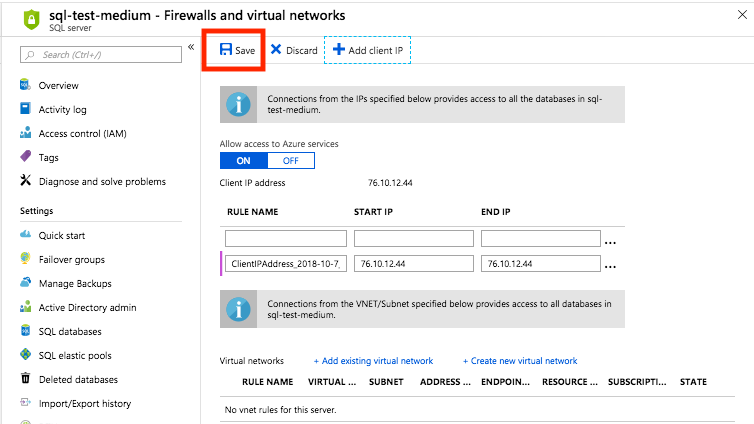 sql-test-medium - Firewalls and virtual networks
SQL server
Search (Ctrl+/)
«
Overview
Activity log
Access control (IAM)
Tags
Diagnose and solve problems
Settings
Quick start
Failover groups
Manage Backups
Active Directory admin
SQL databases
SQL elastic pools
Deleted databases
Import/Export history
Save Discard Add client IP
Connections from the IPs specified below provides access to all the databases in sql-
test-medium.
Allow access to Azure services
ON OFF
Client IP address 76.10.12.44
RULE NAME START IP END IP
...
ClientIPAddress_2018-10-7, 76.10.12.44 76.10.12.44 ...
Connections from the VNET/Subnet specified below provides access to all databases in
sql-test-medium.
Virtual networks + Add existing virtual network + Create new virtual network
RULE NAME VIRTUAL ... SUBNET ADDRESS ... ENDPOIN... RESOURCE ... SUBSCRIPTI... STATE
No vnet rules for this server.